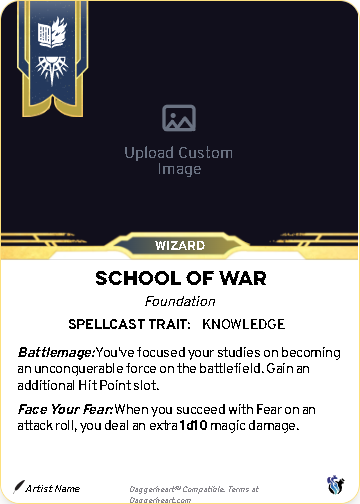 Upload Custom
Image
WIZARD
SCHOOL OF WAR
Foundation
SPELLCAST TRAIT: KNOWLEDGE
Battlemage:You've focused your studies on becoming
an unconquerable force on the battlefield. Gain an
additional Hit Point slot.
Face Your Fear:When you succeed with Fear on an
attack roll, you deal an extra 1d10 magic damage.
Artist Name
Daggerheart™ Compatible. Terms at
Daggerheart.com